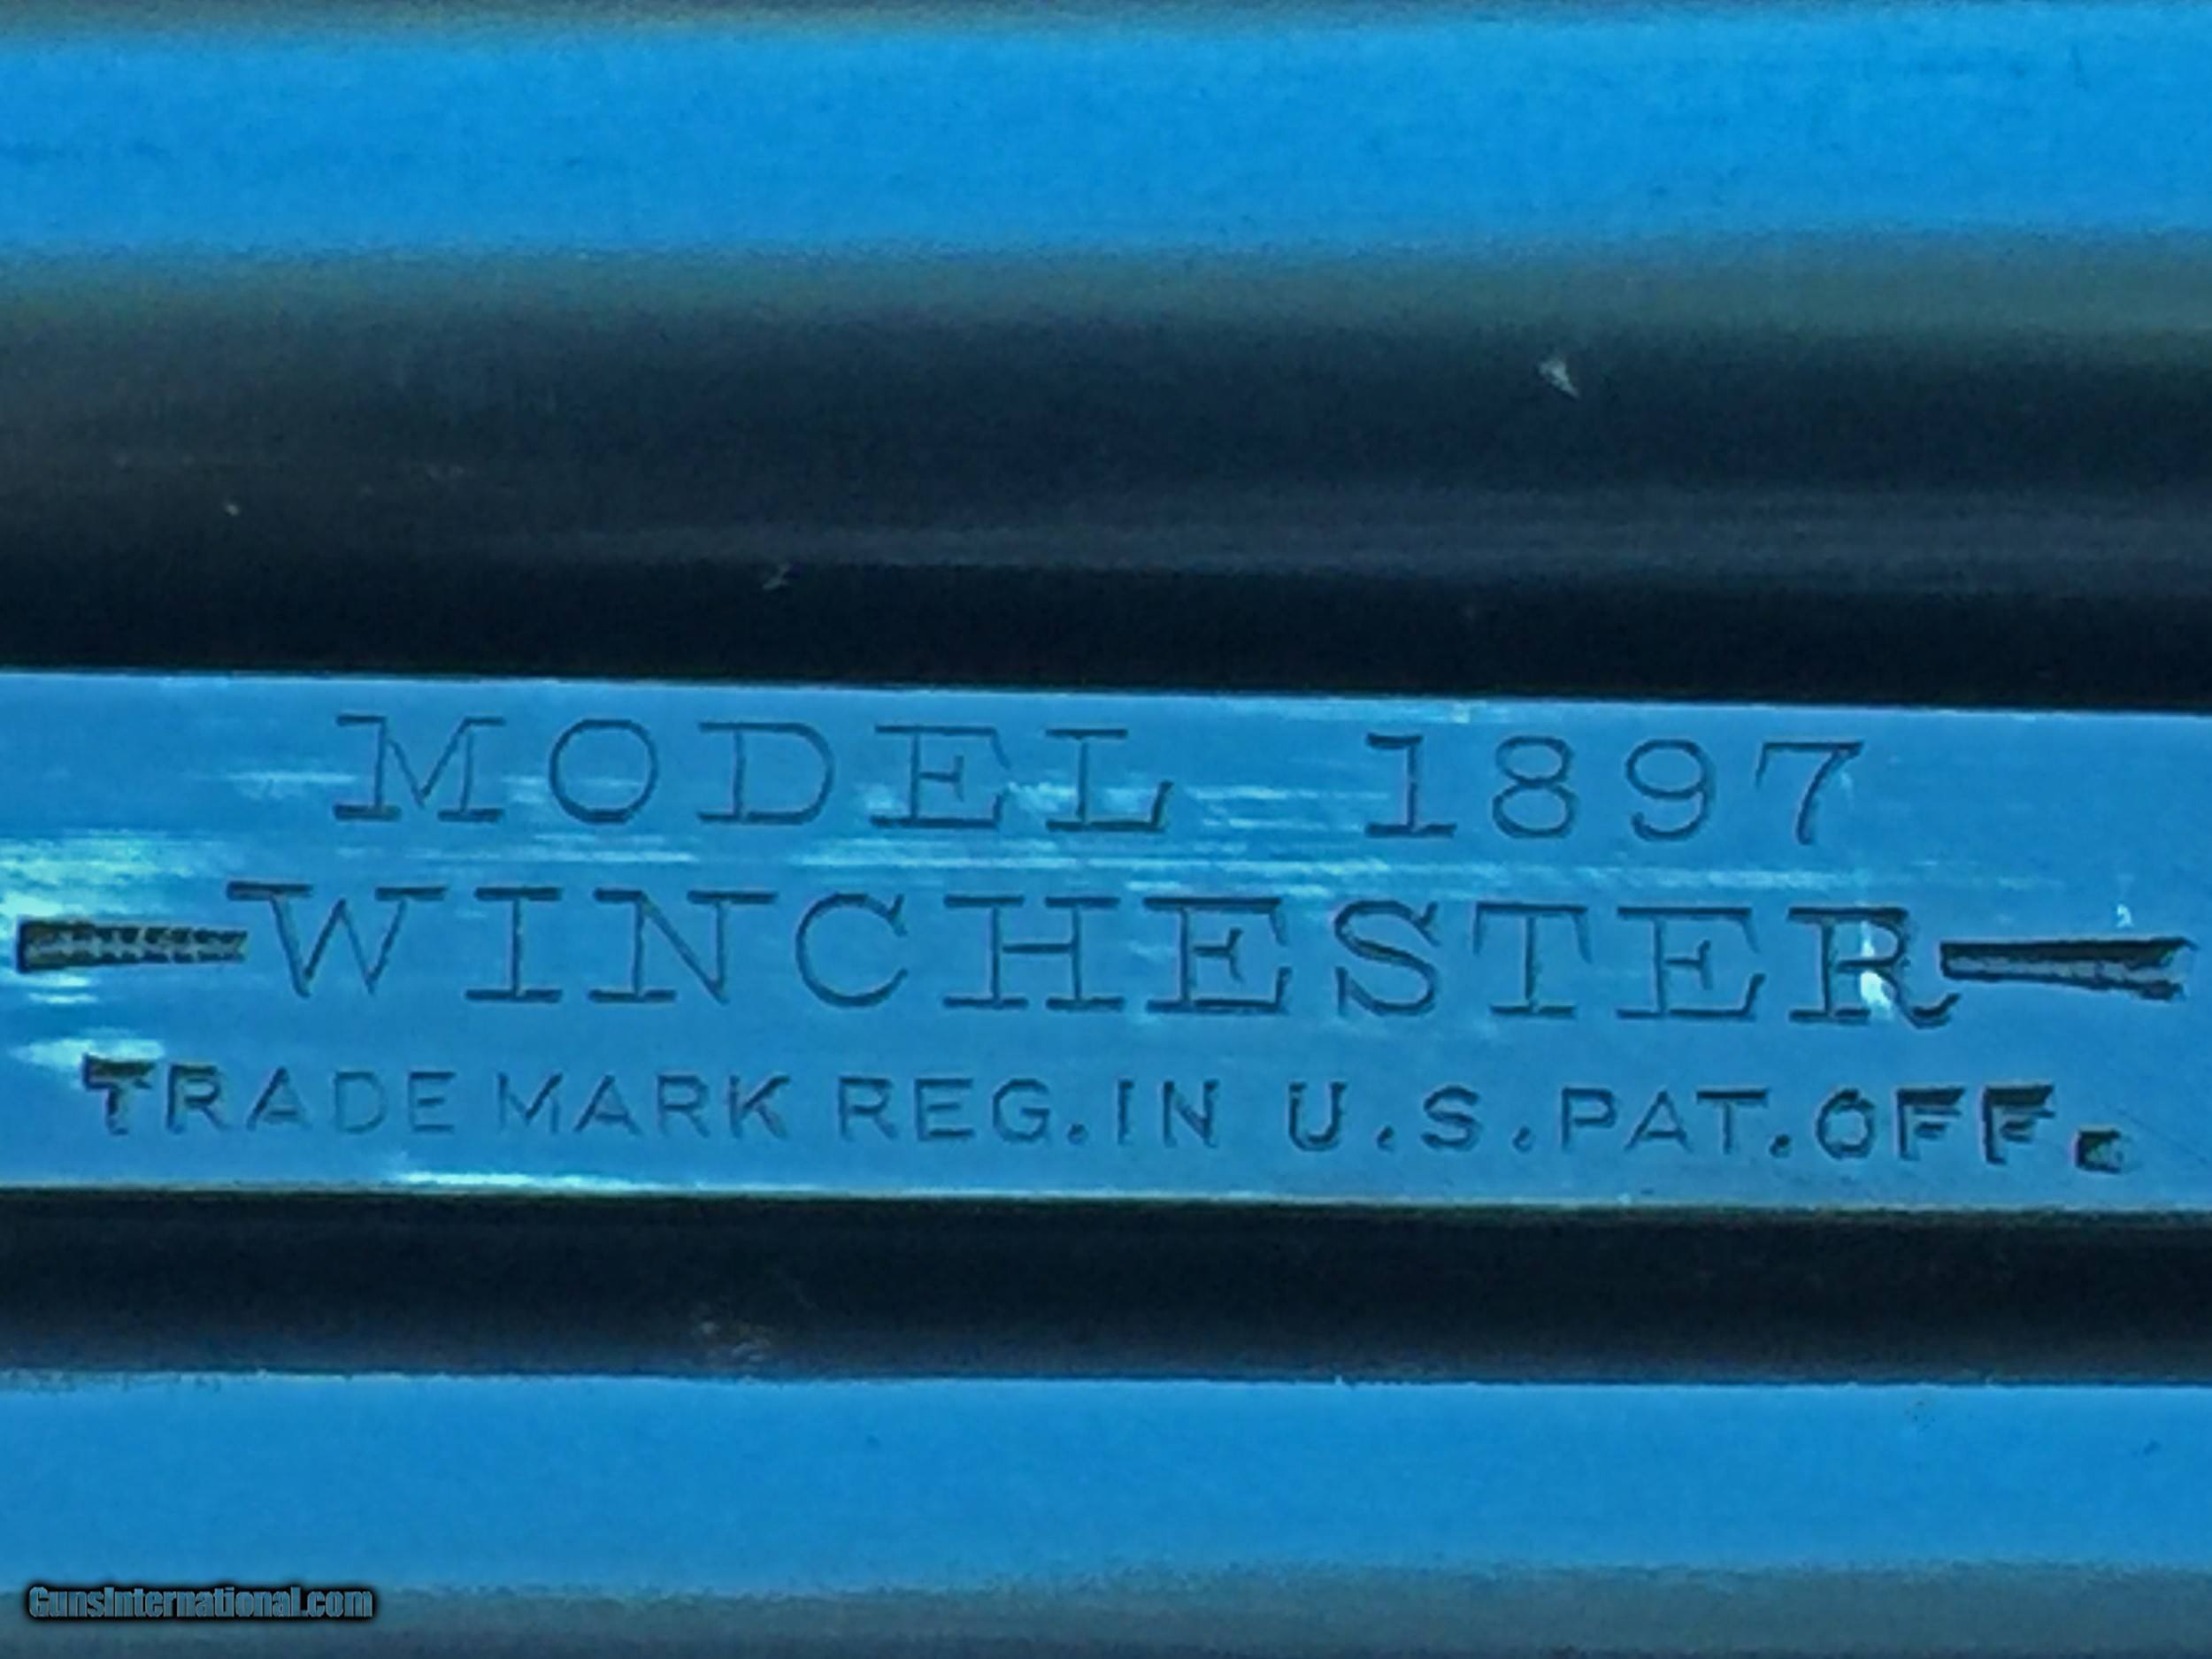 MODEL 1897
—WINCHESTER—
TRADE MARK REG. IN U.S. PAT. OFF.
GunsInternational.com